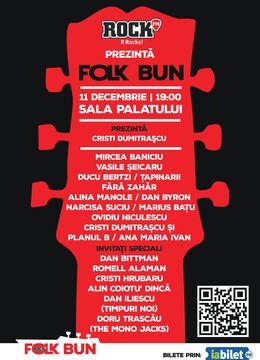 ROCK FM
It Rocks!
PREZINTĂ
FOLK BUN
11 DECEMBRIE | 19:00
SALA PALATULUI
PREZINTĂ
CRISTI DUMITRAȘCU
MIRCEA BANICIU
VASILE ȘEICARU
DUCU BERTZI / ȚAPINARII
FĂRĂ ZAHĂR
ALINA MANOLE / DAN BYRON
NARCISA SUCIU / MARIUS BAȚU
OVIDIU NICULESCU
CRISTI DUMITRAȘCU ȘI
PLANUL B / ANA MARIA IVAN
INVITAȚI SPECIALI
DAN BITTMAN
ROMELL ALAMAN
CRISTI HRUBARU
ALIN COIOTU' DINCĂ
DAN ILIESCU
(TIMPURI NOI)
DORU TRASCĂU
(THE MONO JACKS)
FOLK BUN
BILETE PRIN: iabilet